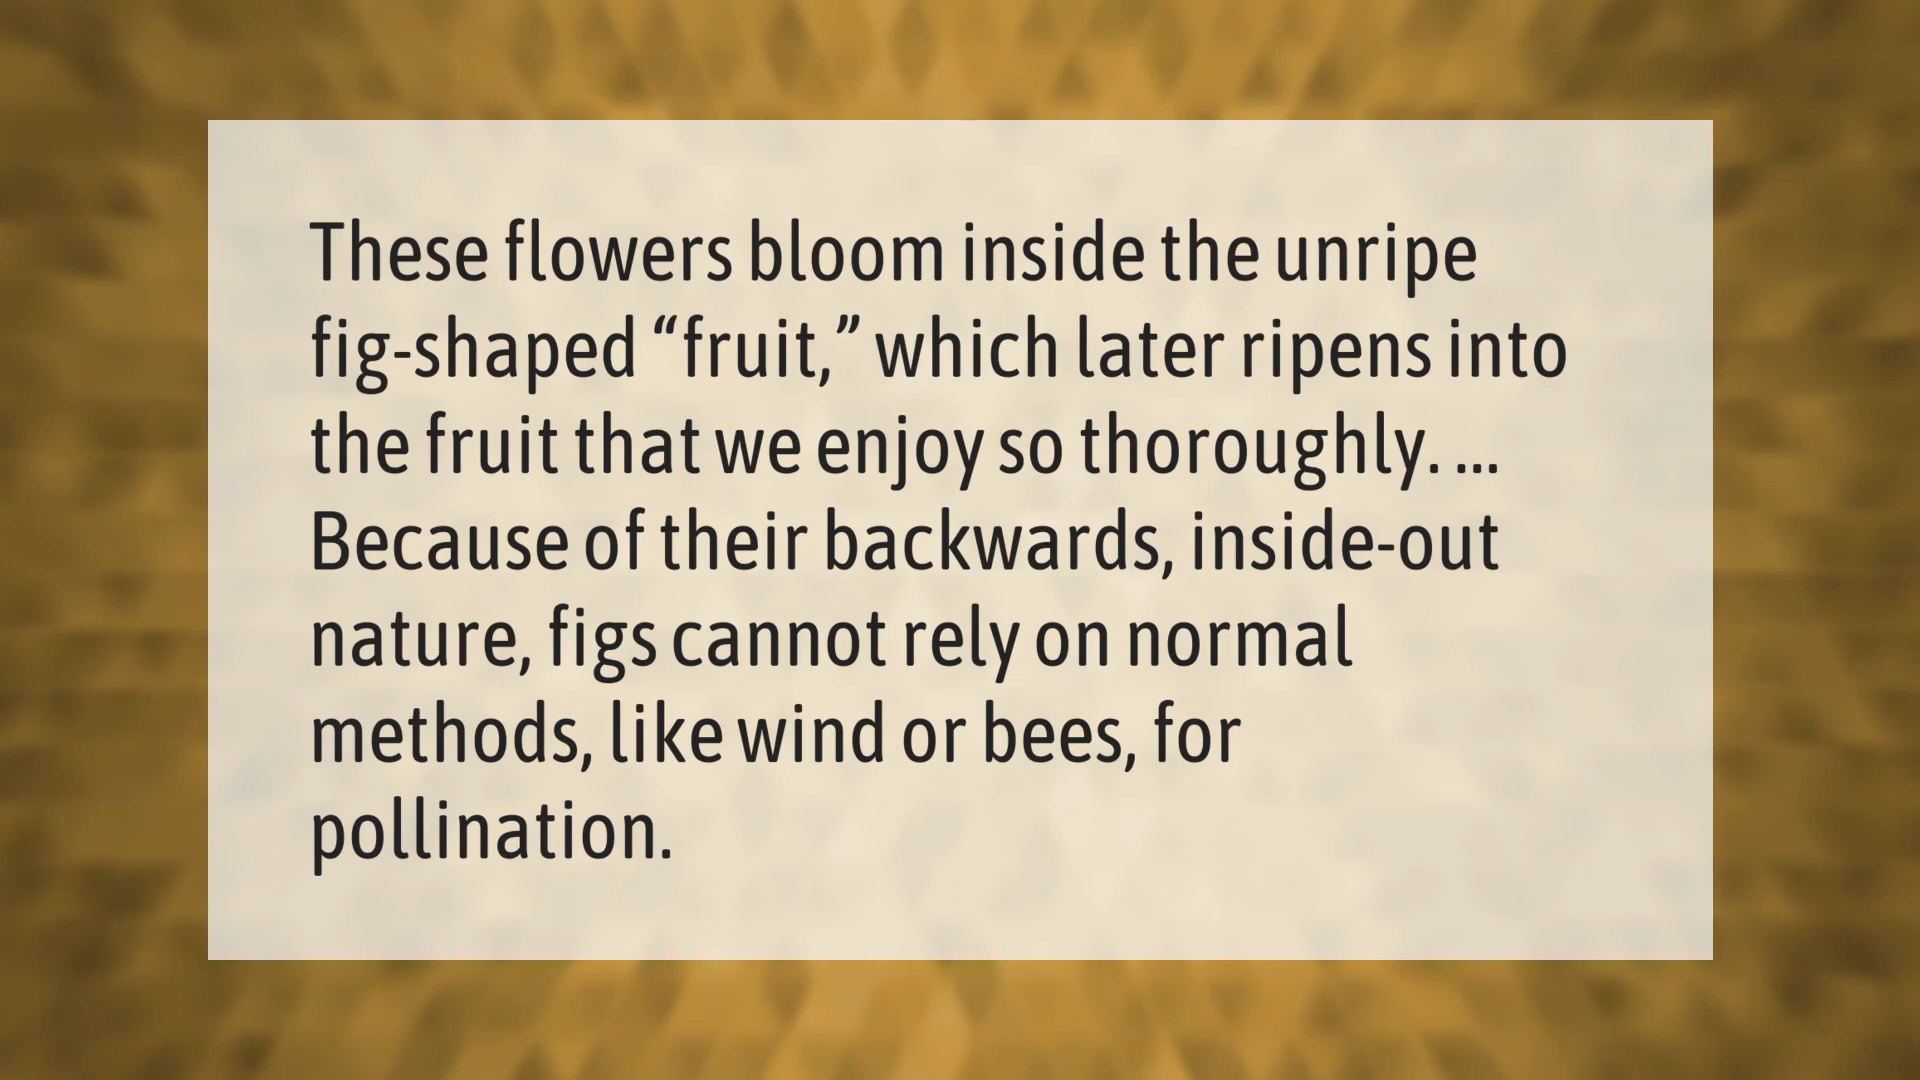 These flowers bloom inside the unripe
fig-shaped “fruit,” which later ripens into
the fruit that we enjoy so thoroughly. ...
Because of their backwards, inside-out
nature, figs cannot rely on normal
methods, like wind or bees, for
pollination.